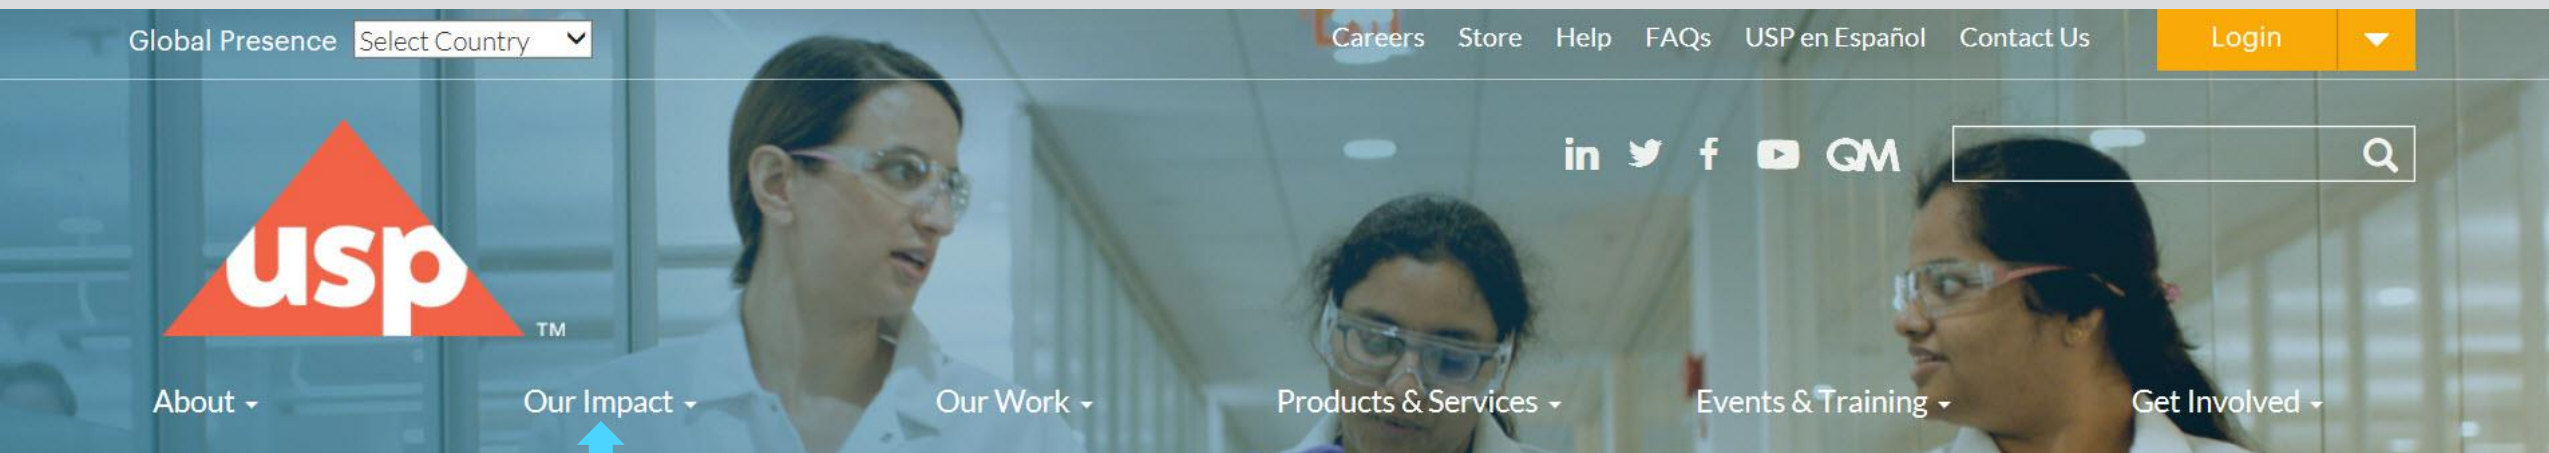 Global Presence Select Country Careers Store Help FAQs USP en Español Contact Us Login
in f QM
usp TM
About Our Impact Our Work Products & Services Events & Training Get Involved